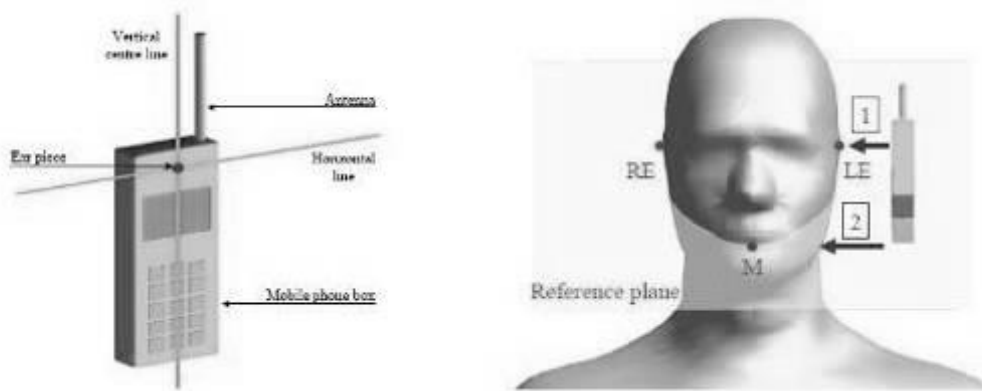 Vertical
centre line
Antenna
Ear piece
Horizontal
line
Mobile phone box
1
RE
LE
2
M
Reference plane